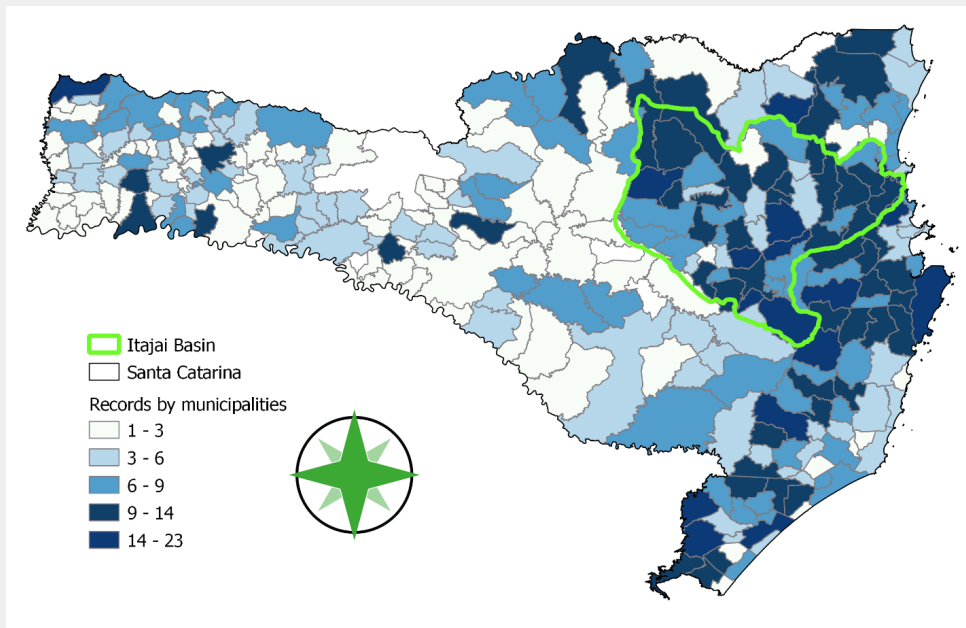 Itajai Basin
Santa Catarina
Records by municipalities
1 - 3
3 - 6
6 - 9
9 - 14
14 - 23